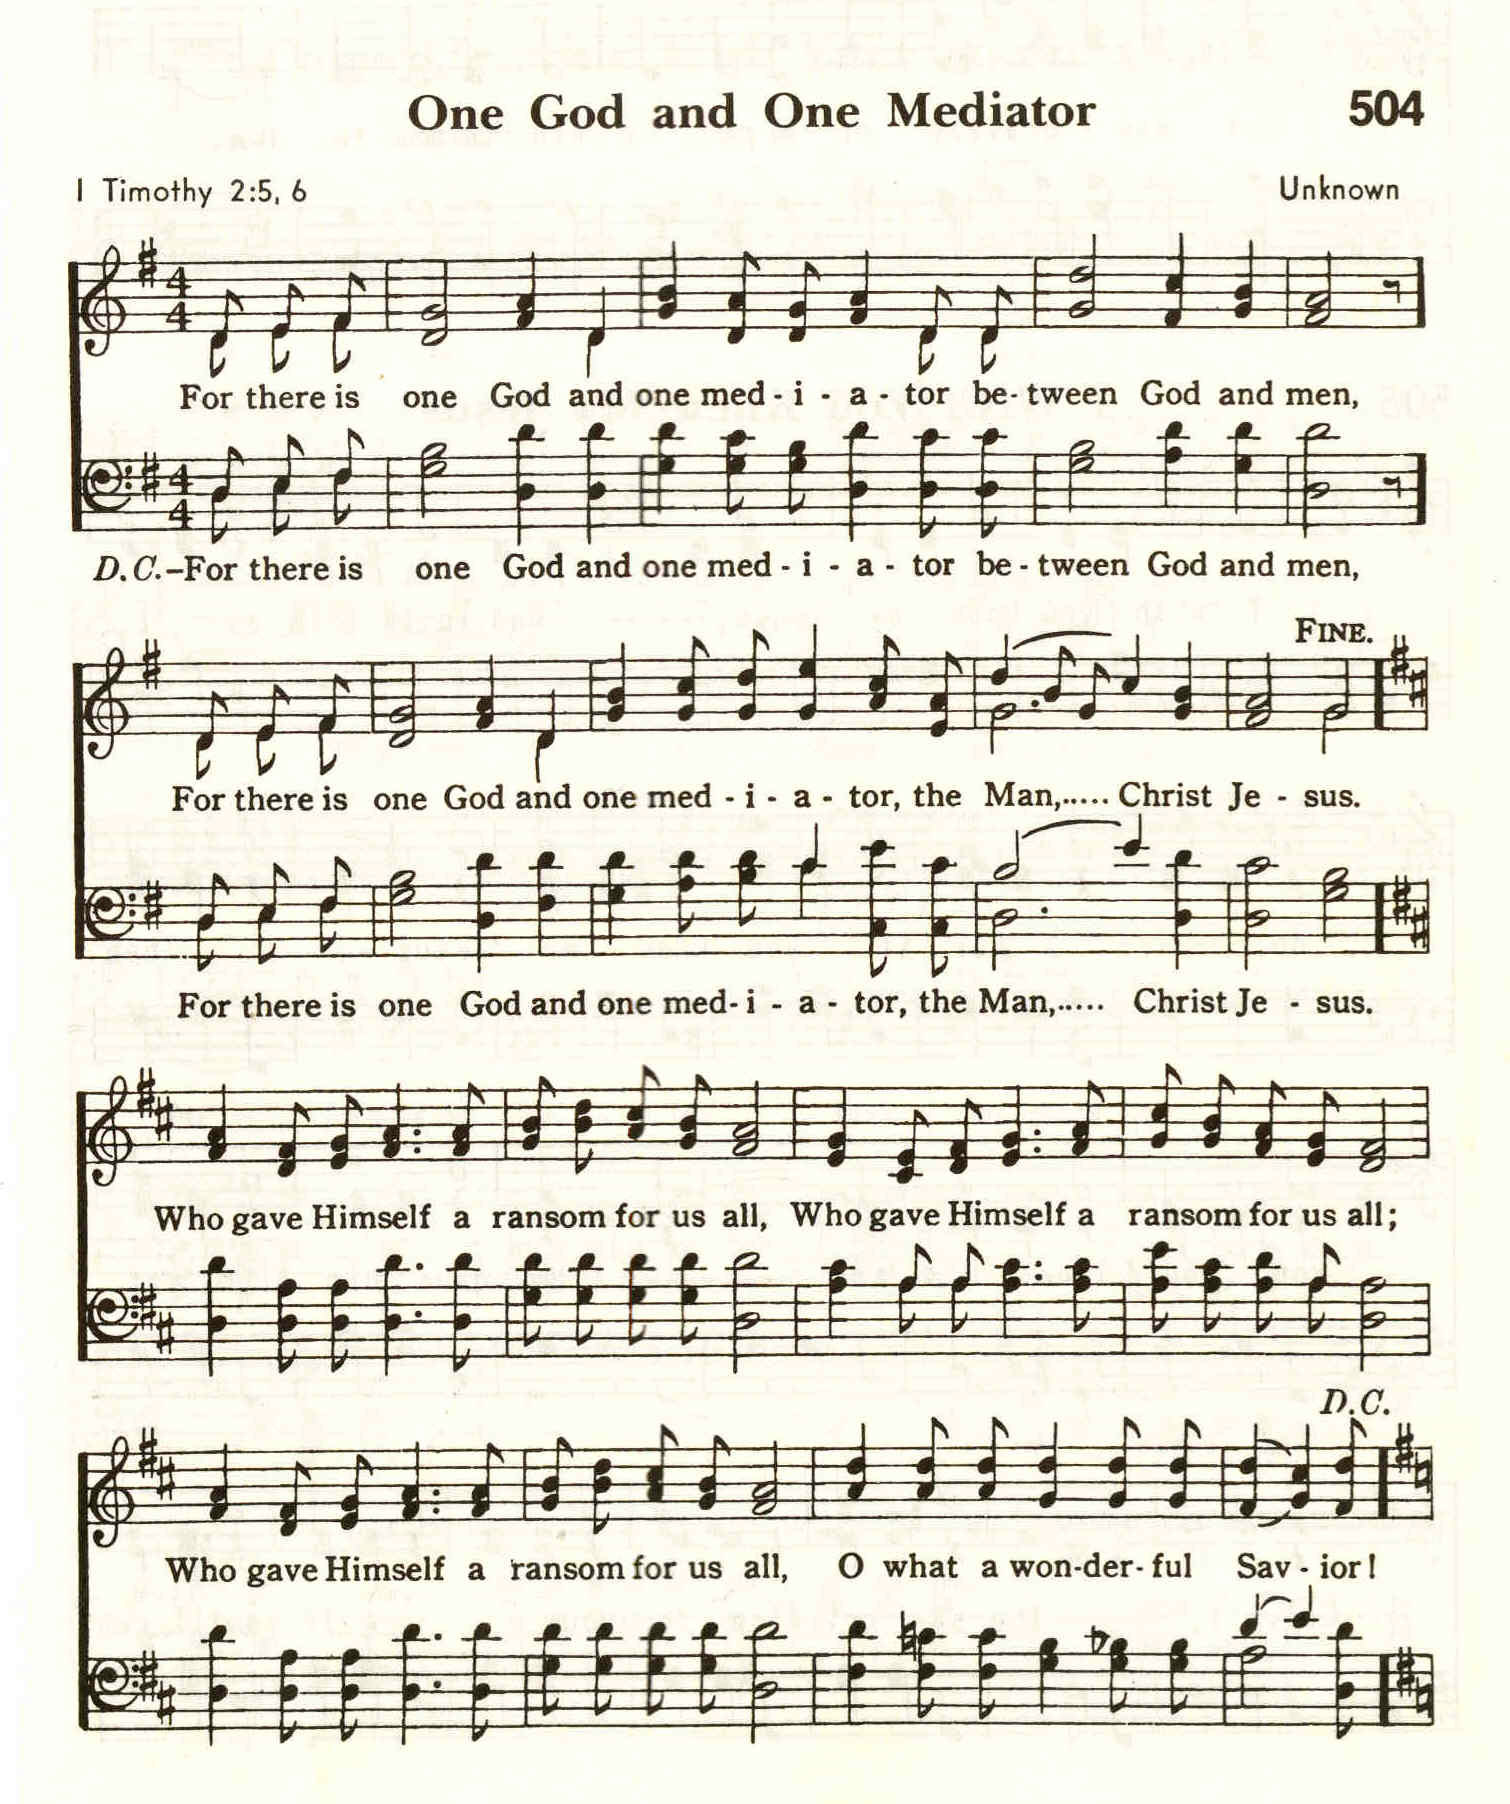 One God and One Mediator 504
I Timothy 2:5, 6 Unknown
For there is one God and one med - i - a - tor be - tween God and men,
D. C.–For there is one God and one med - i - a - tor be - tween God and men,
FINE.
For there is one God and one med - i - a - tor, the Man,..... Christ Je - sus.
For there is one God and one med - i - a - tor, the Man,..... Christ Je - sus.
Who gave Himself a ransom for us all, Who gave Himself a ransom for us all;
D.C.
Who gave Himself a ransom for us all, O what a won-der-ful Sav - ior!